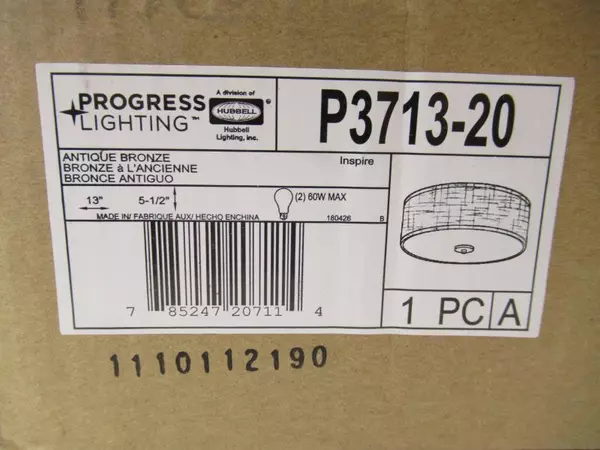 PROGRESS
LIGHTING™
A division of
HUBBELL®
Hubbell
Lighting, Inc.
P3713-20
ANTIQUE BRONZE
BRONZE à L'ANCIENNE
BRONCE ANTIGUO
Inspire
13" 5-1/2" (2) 60W MAX
MADE IN/ FABRIQUE AUX/ HECHO ENCHINA 180426 B
7 85247 20711 4
1 PC A
1110112190